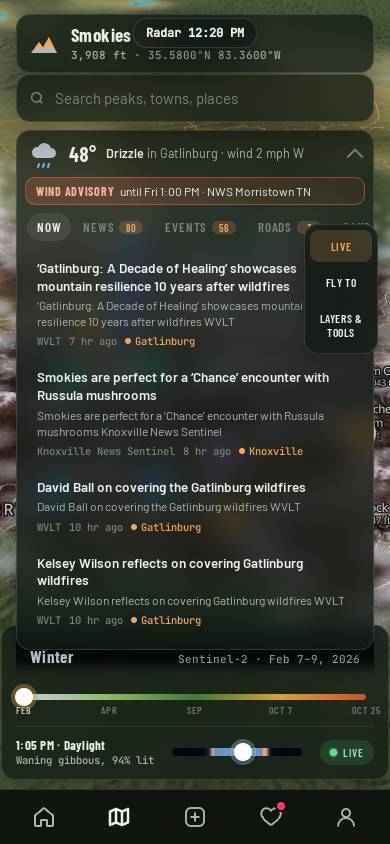 Smokies
Radar 12:20 PM
3,908 ft · 35.5800°N 83.3600°W
Search peaks, towns, places
48° Drizzle in Gatlinburg · wind 2 mph W
WIND ADVISORY until Fri 1:00 PM · NWS Morristown TN
NOW NEWS 80 EVENTS 56 ROADS
LIVE
FLY TO
LAYERS &
TOOLS
‘Gatlinburg: A Decade of Healing’ showcases
mountain resilience 10 years after wildfires
‘Gatlinburg: A Decade of Healing’ showcases mountai
resilience 10 years after wildfires WVLT
WVLT 7 hr ago Gatlinburg
Smokies are perfect for a ‘Chance’ encounter with
Russula mushrooms
Smokies are perfect for a ‘Chance’ encounter with Russula
mushrooms Knoxville News Sentinel
Knoxville News Sentinel 8 hr ago Knoxville
David Ball on covering the Gatlinburg wildfires
David Ball on covering the Gatlinburg wildfires WVLT
WVLT 10 hr ago Gatlinburg
Kelsey Wilson reflects on covering Gatlinburg
wildfires
Kelsey Wilson reflects on covering Gatlinburg wildfires WVLT
WVLT 10 hr ago Gatlinburg
Winter
Sentinel-2 · Feb 7–9, 2026
FEB APR SEP OCT 7 OCT 25
1:05 PM · Daylight
Waning gibbous, 94% lit
LIVE